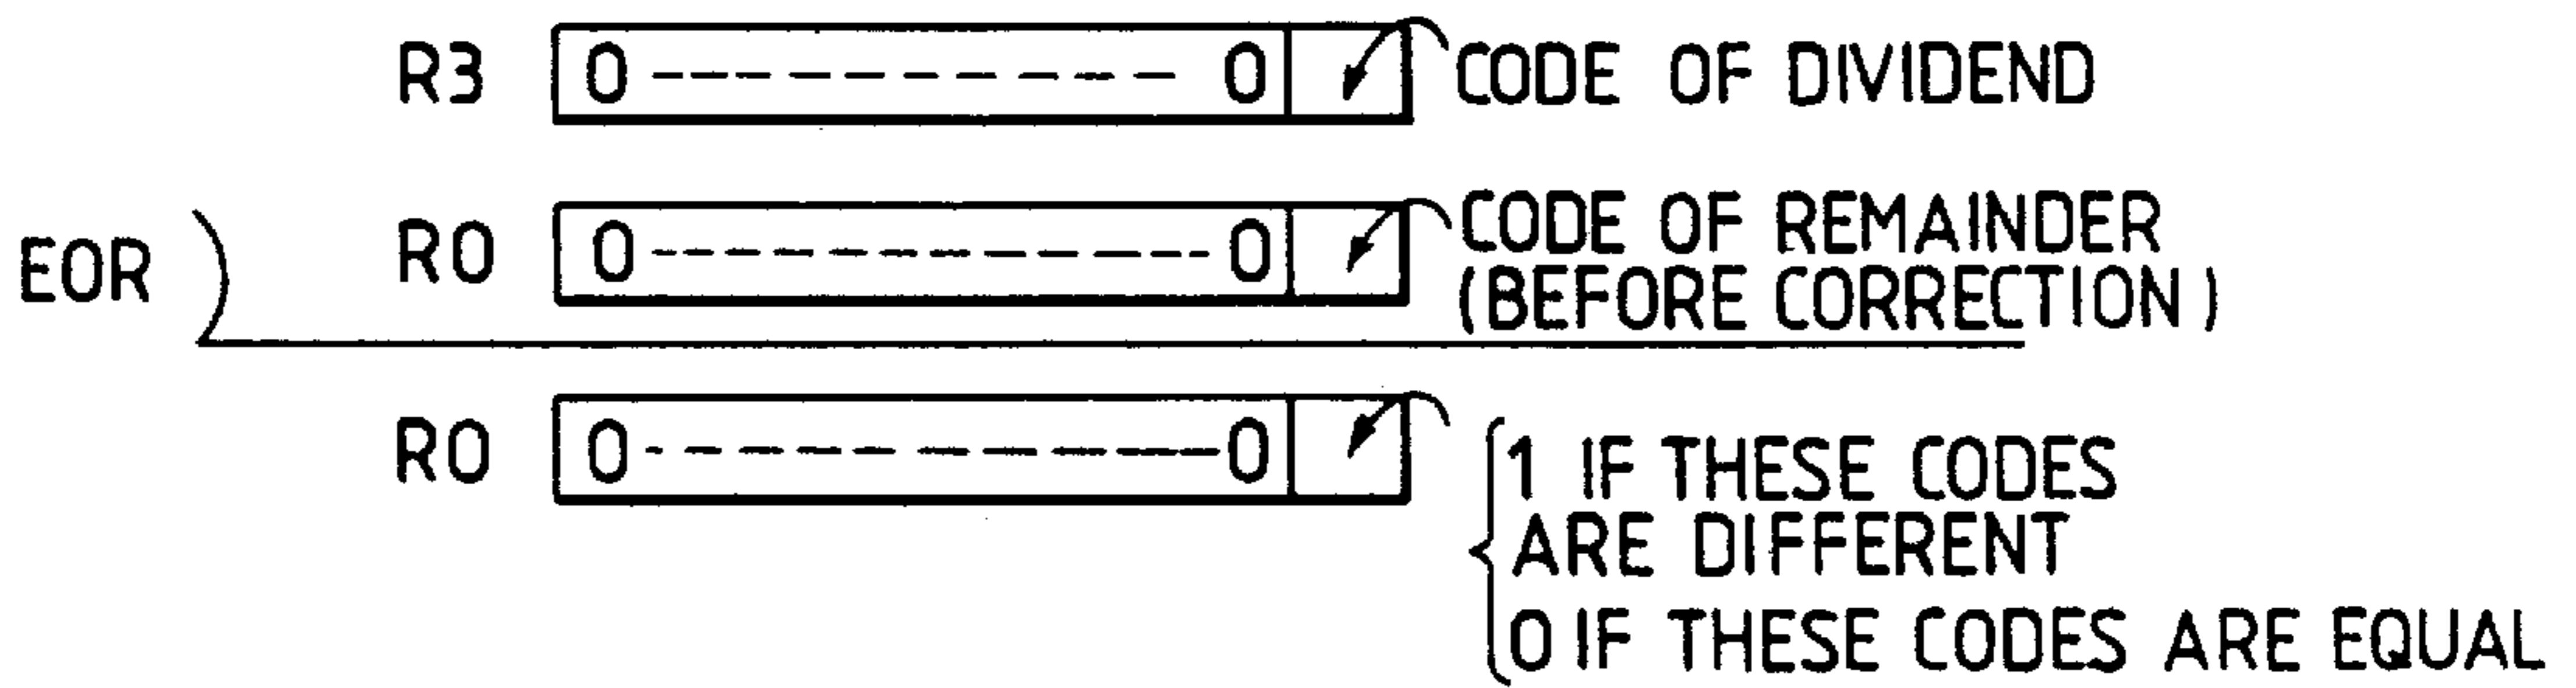 R3 0 0 CODE OF DIVIDEND
EOR R0 0 0 CODE OF REMAINDER
(BEFORE CORRECTION)
R0 0 0
1 IF THESE CODES
ARE DIFFERENT
0 IF THESE CODES ARE EQUAL